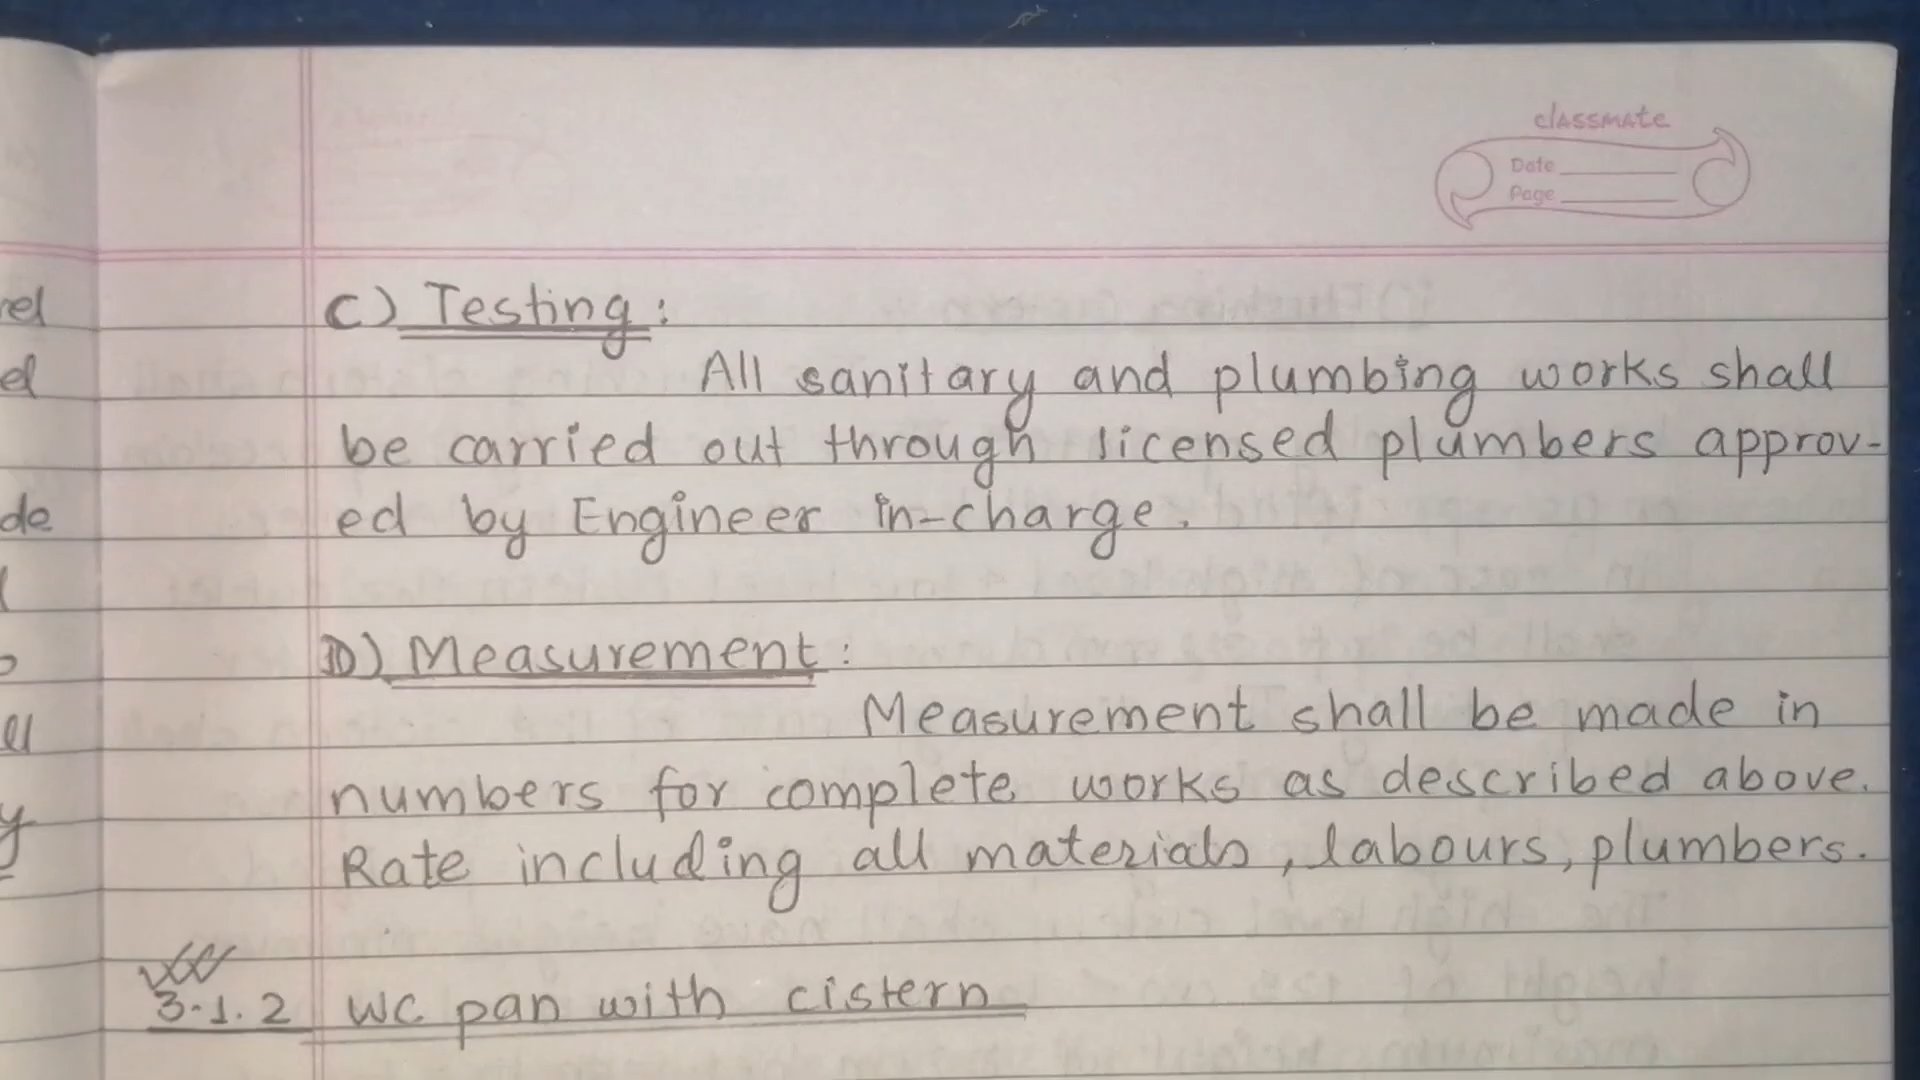 classmate
Date
Page
C) Testing:
All sanitary and plumbing works shall
be carried out through licensed plumbers approv-
ed by Engineer in-charge.
D) Measurement:
Measurement shall be made in
numbers for complete works as described above.
Rate including all materials, labours, plumbers.
3.1.2 WC pan with cistern